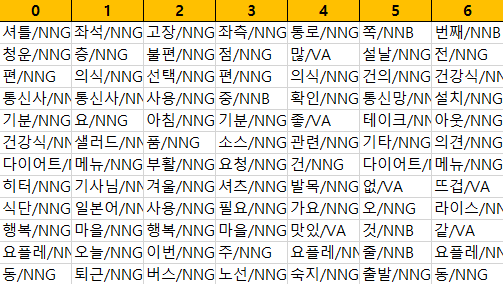 0 1 2 3 4 5 6
셔틀/NNG 좌석/NNG 고장/NNG 좌측/NNG 통로/NNG 쪽/NNB 번째/NNB
청운/NNG 층/NNG 불편/NNG 점/NNG 많/VA 설날/NNG 전/NNG
편/NNG 의식/NNG 선택/NNG 편/NNG 의식/NNG 건의/NNG 건강식/NN
통신사/NN 통신사/NN 사용/NNG 중/NNB 확인/NNG 통신망/NN 설치/NNG
기분/NNG 요/NNG 아침/NNG 기분/NNG 좋/VA 테이크/NN 아웃/NNG
건강식/NN 샐러드/NN 품/NNG 소스/NNG 관련/NNG 기타/NNG 의견/NNG
다이어트/ 메뉴/NNG 부활/NNG 요청/NNG 건/NNG 다이어트/ 메뉴/NNG
히터/NNG 기사님/NN 겨울/NNG 셔츠/NNG 발목/NNG 없/VA 뜨겁/VA
식단/NNG 일본어/NN 사용/NNG 필요/NNG 가요/NNG 오/NNG 라이스/NN
행복/NNG 마을/NNG 행복/NNG 마을/NNG 맛있/VA 것/NNB 같/VA
요플레/NN 오늘/NNG 이번/NNG 주/NNG 요플레/NN 줄/NNB 요플레/NN
동/NNG 퇴근/NNG 버스/NNG 노선/NNG 숙지/NNG 출발/NNG 동/NNG